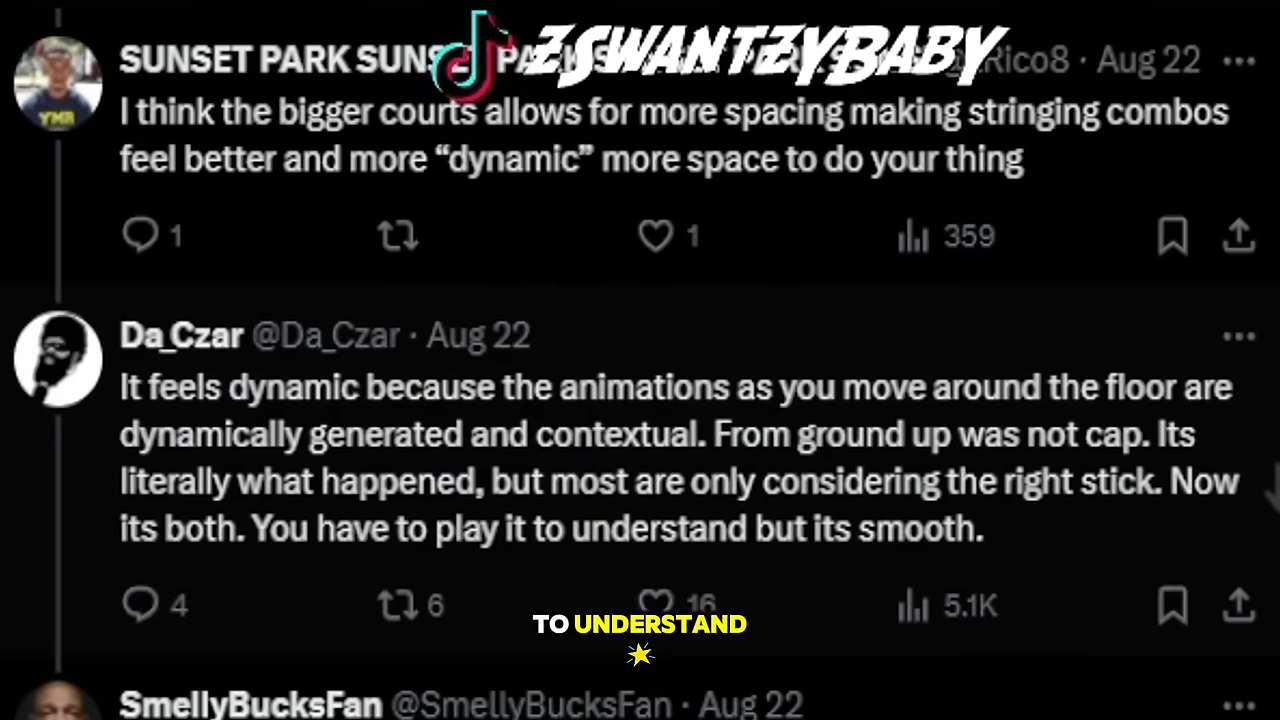 SUNSET PARK SUNSET PARK Rico8 · Aug 22
ZSWANTZYBABY
I think the bigger courts allows for more spacing making stringing combos
feel better and more “dynamic” more space to do your thing
1 1 359
Da_Czar @Da_Czar · Aug 22
It feels dynamic because the animations as you move around the floor are
dynamically generated and contextual. From ground up was not cap. Its
literally what happened, but most are only considering the right stick. Now
its both. You have to play it to understand but its smooth.
4 6 16 5.1K
TO UNDERSTAND
SmellyBucksFan @SmellyBucksFan · Aug 22
YMR